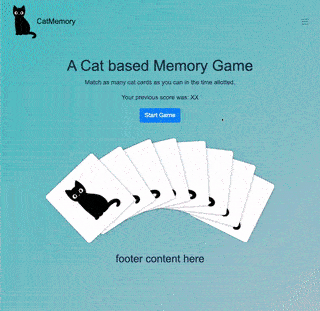 CatMemory
A Cat based Memory Game
Match as many cat cards as you can in the time allotted.
Your previous score was: XX
Start Game
footer content here